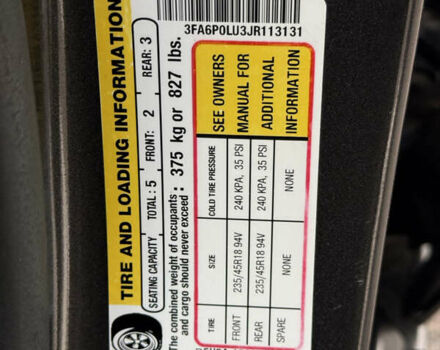 3FA6P0LU3JR113131
TIRE AND LOADING INFORMATION
SEATING CAPACITY TOTAL: 5 FRONT: 2 REAR: 3
The combined weight of occupants and cargo should never exceed: 375 kg or 827 lbs.
TIRE SIZE COLD TIRE PRESSURE
FRONT 235/45R18 94V 240 KPA, 35 PSI
REAR 235/45R18 94V 240 KPA, 35 PSI
SPARE NONE NONE
SEE OWNERS
MANUAL FOR
ADDITIONAL
INFORMATION